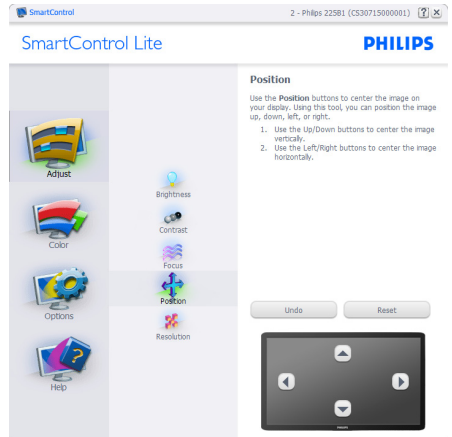 SmartControl
2 - Philips 225B1 (CS30715000001)
SmartControl Lite
PHILIPS
Adjust
Color
Options
Help
Brightness
Contrast
Focus
Position
Resolution
Position
Use the Position buttons to center the image on
your display. Using this tool, you can position the image
up, down, left, or right.
1. Use the Up/Down buttons to center the image
vertically.
2. Use the Left/Right buttons to center the image
horizontally.
Undo
Reset
PHILIPS